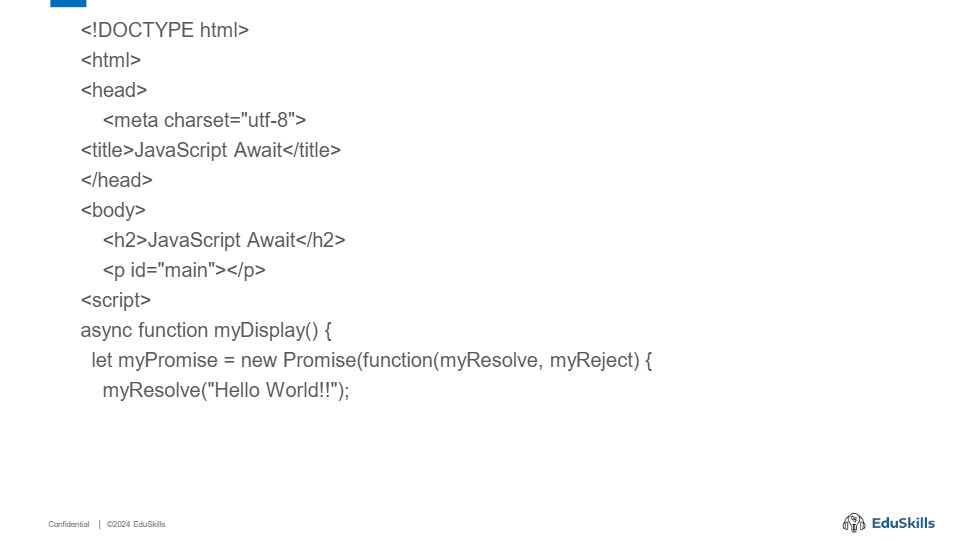 <!DOCTYPE html>
<html>
<head>
    <meta charset="utf-8">
<title>JavaScript Await</title>
</head>
<body>
    <h2>JavaScript Await</h2>
    <p id="main"></p>
<script>
async function myDisplay() {
  let myPromise = new Promise(function(myResolve, myReject) {
    myResolve("Hello World!!");
Confidential | ©2024 EduSkills
EduSkills